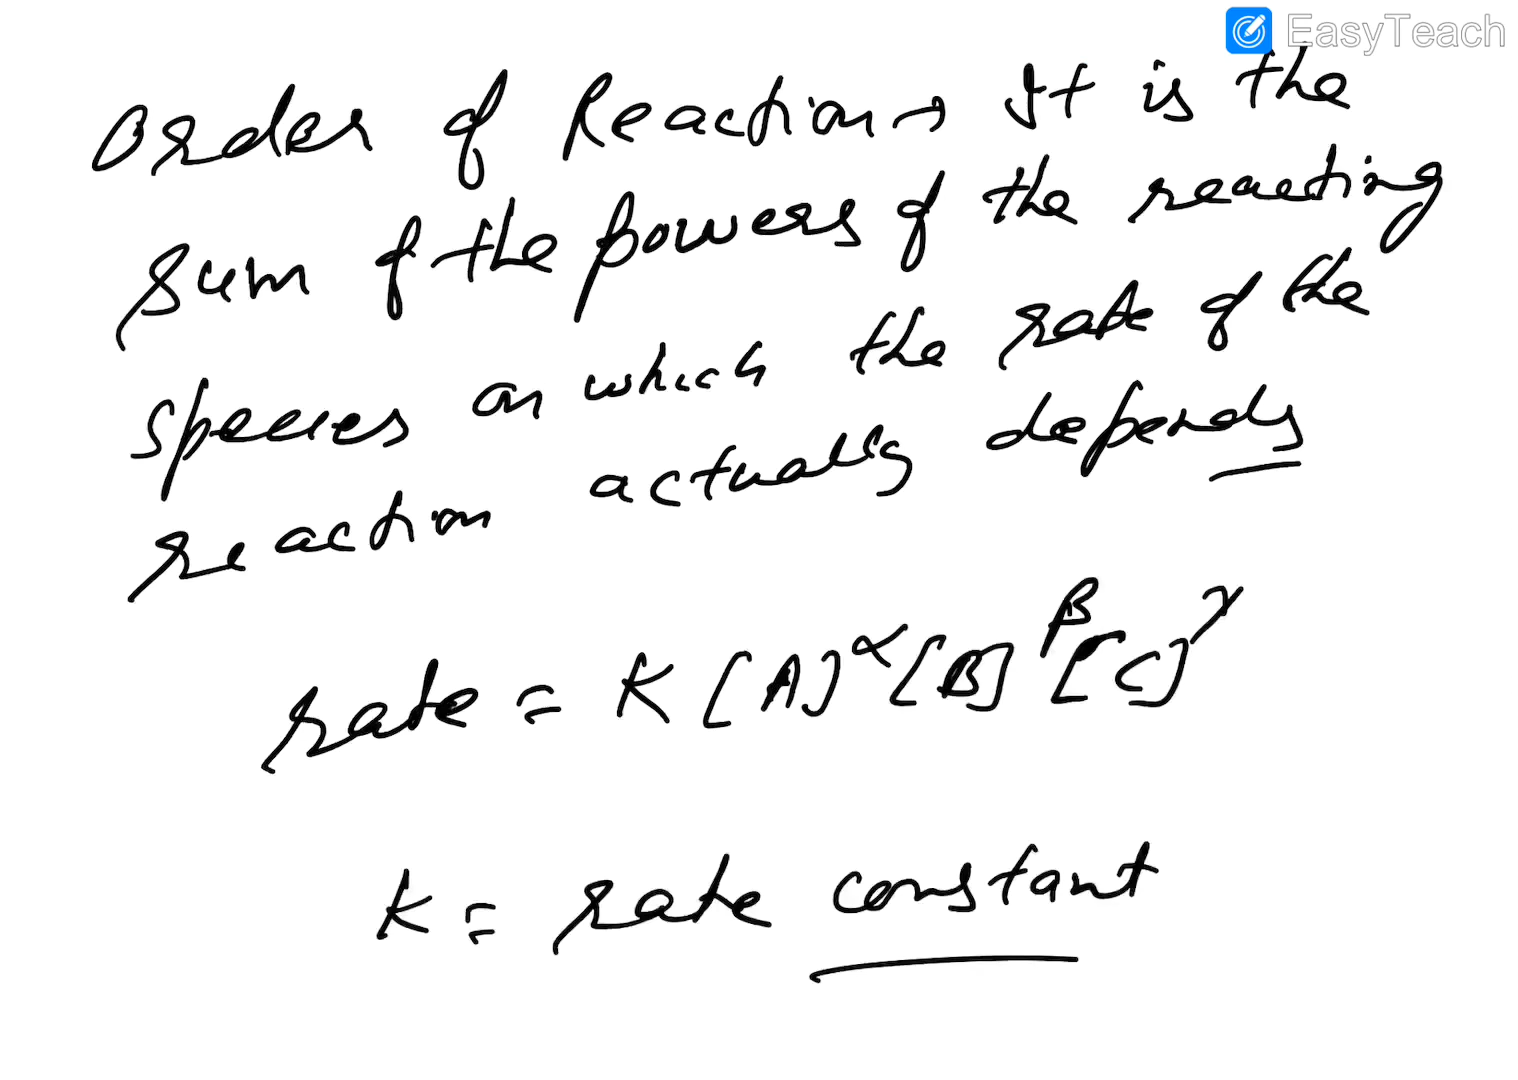 EasyTeach
Order of Reaction → It is the
sum of the powers of the reacting
species on which the rate of the
reaction actually depends
rate = K [A]^α [B]^β [C]^γ
K = rate constant